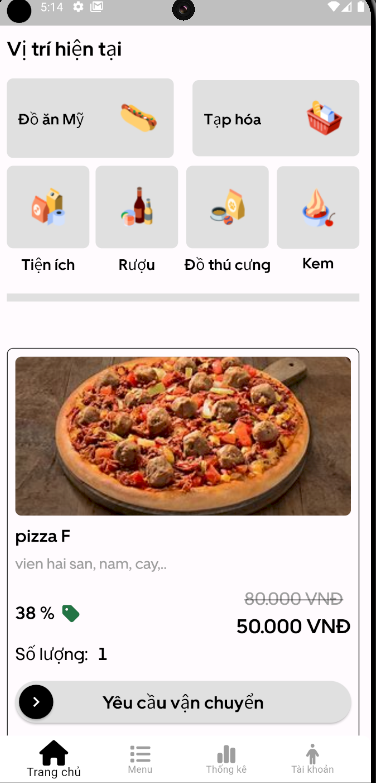 5:14
Vị trí hiện tại
Đồ ăn Mỹ
Tạp hóa
Tiện ích
Rượu
Đồ thú cưng
Kem
pizza F
vien hai san, nam, cay,..
80.000 VNĐ
38 %
50.000 VNĐ
Số lượng: 1
Yêu cầu vận chuyển
Trang chủ
Menu
Thống kê
Tài khoản